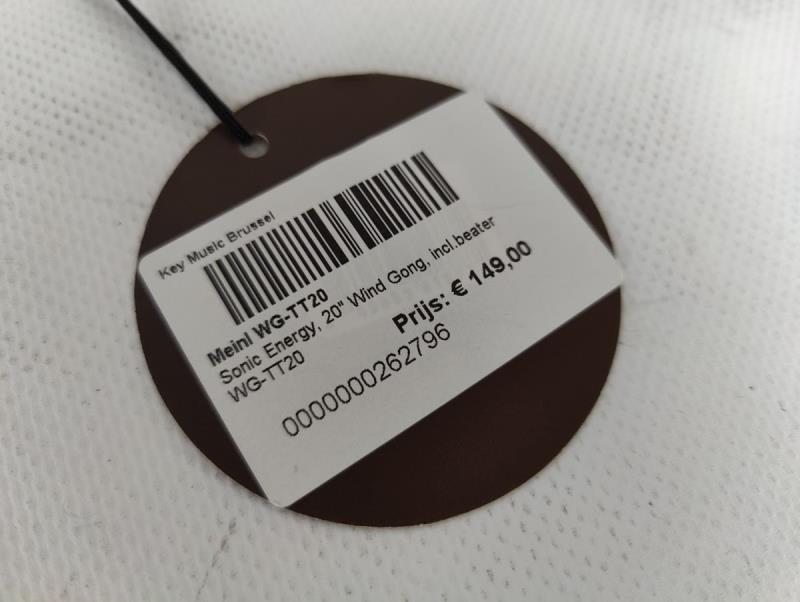 Key Music Brussel
Meinl WG-TT20
Sonic Energy, 20" Wind Gong, incl.beater
WG-TT20
Prijs: € 149,00
0000000262796